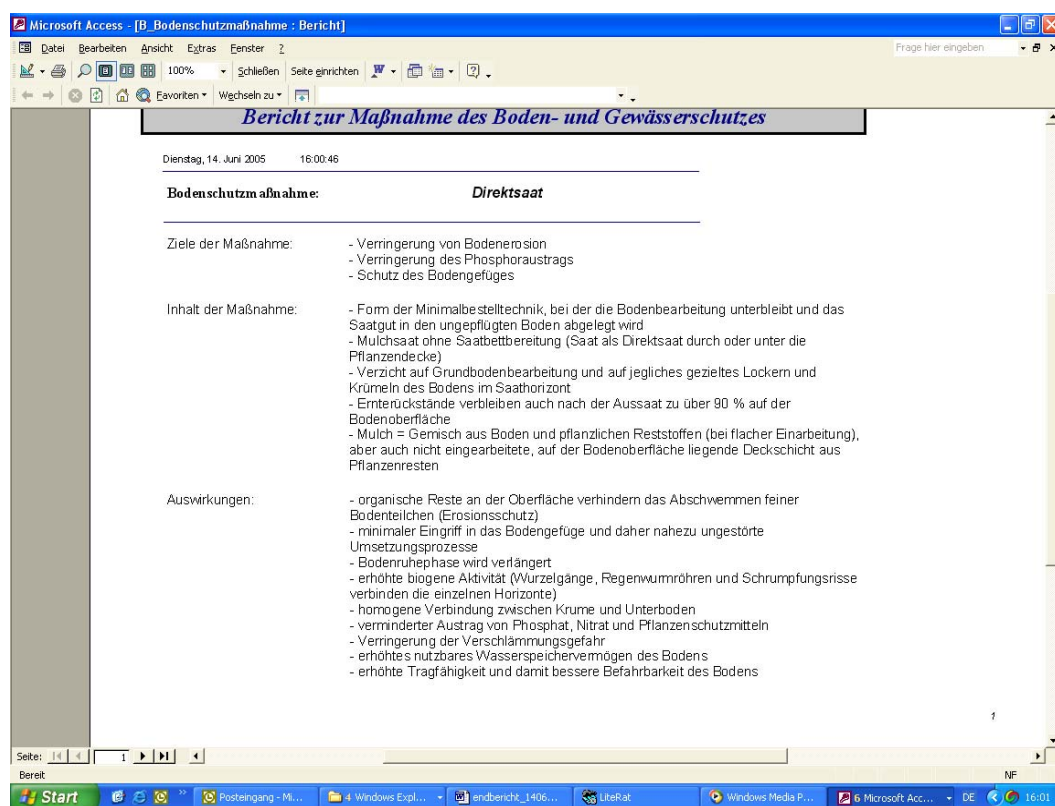 Microsoft Access - [B_Bodenschutzmaßnahme : Bericht]
Datei Bearbeiten Ansicht Extras Fenster ? Frage hier eingeben
100% Schließen Seite einrichten
Favoriten Wechseln zu
Bericht zur Maßnahme des Boden- und Gewässerschutzes
Dienstag, 14. Juni 2005 16:00:46
Bodenschutzmaßnahme: Direktsaat
Ziele der Maßnahme: - Verringerung von Bodenerosion
- Verringerung des Phosphoraustrags
- Schutz des Bodengefüges
Inhalt der Maßnahme: - Form der Minimalbestelltechnik, bei der die Bodenbearbeitung unterbleibt und das
Saatgut in den ungepflügten Boden abgelegt wird
- Mulchsaat ohne Saatbettbereitung (Saat als Direktsaat durch oder unter die
Pflanzendecke)
- Verzicht auf Grundbodenbearbeitung und auf jegliches gezieltes Lockern und
Krümeln des Bodens im Saathorizont
- Ernterückstände verbleiben auch nach der Aussaat zu über 90 % auf der
Bodenoberfläche
- Mulch = Gemisch aus Boden und pflanzlichen Reststoffen (bei flacher Einarbeitung),
aber auch nicht eingearbeitete, auf der Bodenoberfläche liegende Deckschicht aus
Pflanzenresten
Auswirkungen: - organische Reste an der Oberfläche verhindern das Abschwemmen feiner
Bodenteilchen (Erosionsschutz)
- minimaler Eingriff in das Bodengefüge und daher nahezu ungestörte
Umsetzungsprozesse
- Bodenruhephase wird verlängert
- erhöhte biogene Aktivität (Wurzelgänge, Regenwurmröhren und Schrumpfungsrisse
verbinden die einzelnen Horizonte)
- homogene Verbindung zwischen Krume und Unterboden
- verminderter Austrag von Phosphat, Nitrat und Pflanzenschutzmitteln
- Verringerung der Verschlämmungsgefahr
- erhöhtes nutzbares Wasserspeichervermögen des Bodens
- erhöhte Tragfähigkeit und damit bessere Befahrbarkeit des Bodens
1
Seite: 1
Bereit NF
Start Posteingang - Mi... 4 Windows Expl... endbericht_1406... LiteRat Windows Media P... 6 Microsoft Acc... DE 16:01